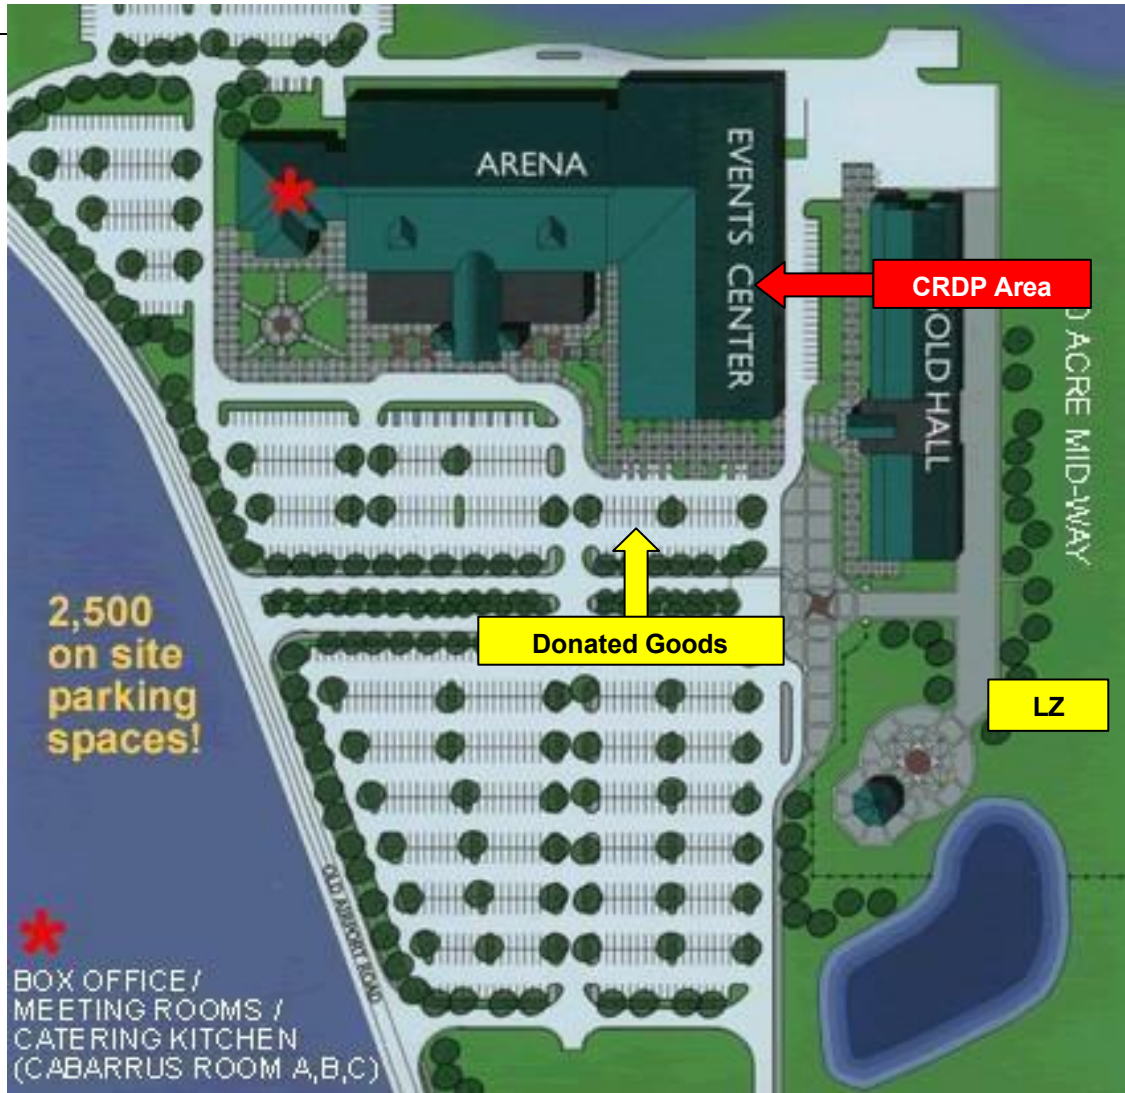 ARENA
EVENTS CENTER
CRDP Area
OLD HALL
ACRE MID-WAY
2,500
on site
parking
spaces!
Donated Goods
LZ
OLD AIRPORT ROAD
BOX OFFICE /
MEETING ROOMS /
CATERING KITCHEN
(CABARRUS ROOM A,B,C)